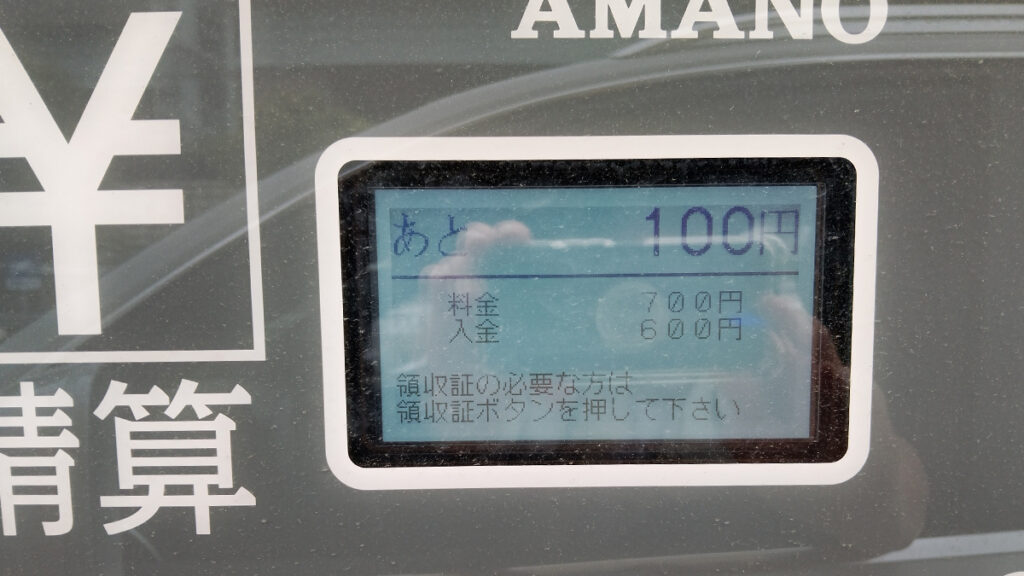 AMANO
¥
あと 100円
料金 700円
入金 600円
領収証の必要な方は
領収証ボタンを押して下さい
精算